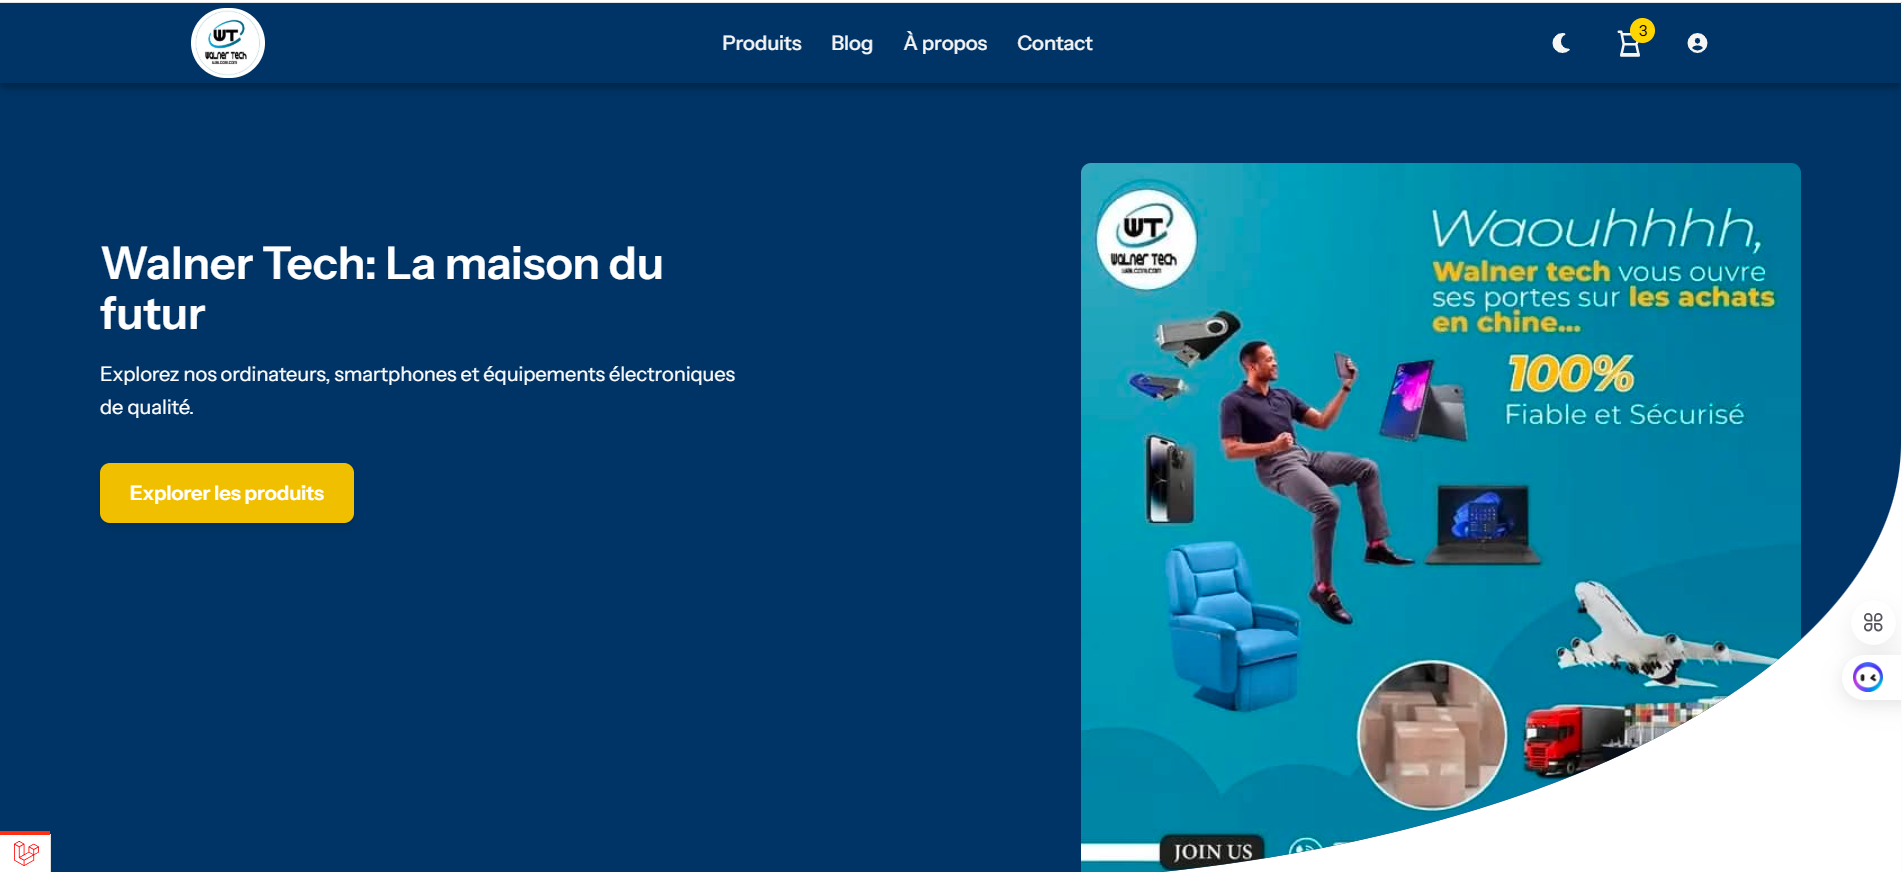 WT
Walner Tech
Produits
Blog
À propos
Contact
3
Walner Tech: La maison du
futur
Explorez nos ordinateurs, smartphones et équipements électroniques
de qualité.
Explorer les produits
WT
Walner Tech
Waouhhhh,
Walner tech vous ouvre
ses portes sur les achats
en chine...
100%
Fiable et Sécurisé
JOIN US